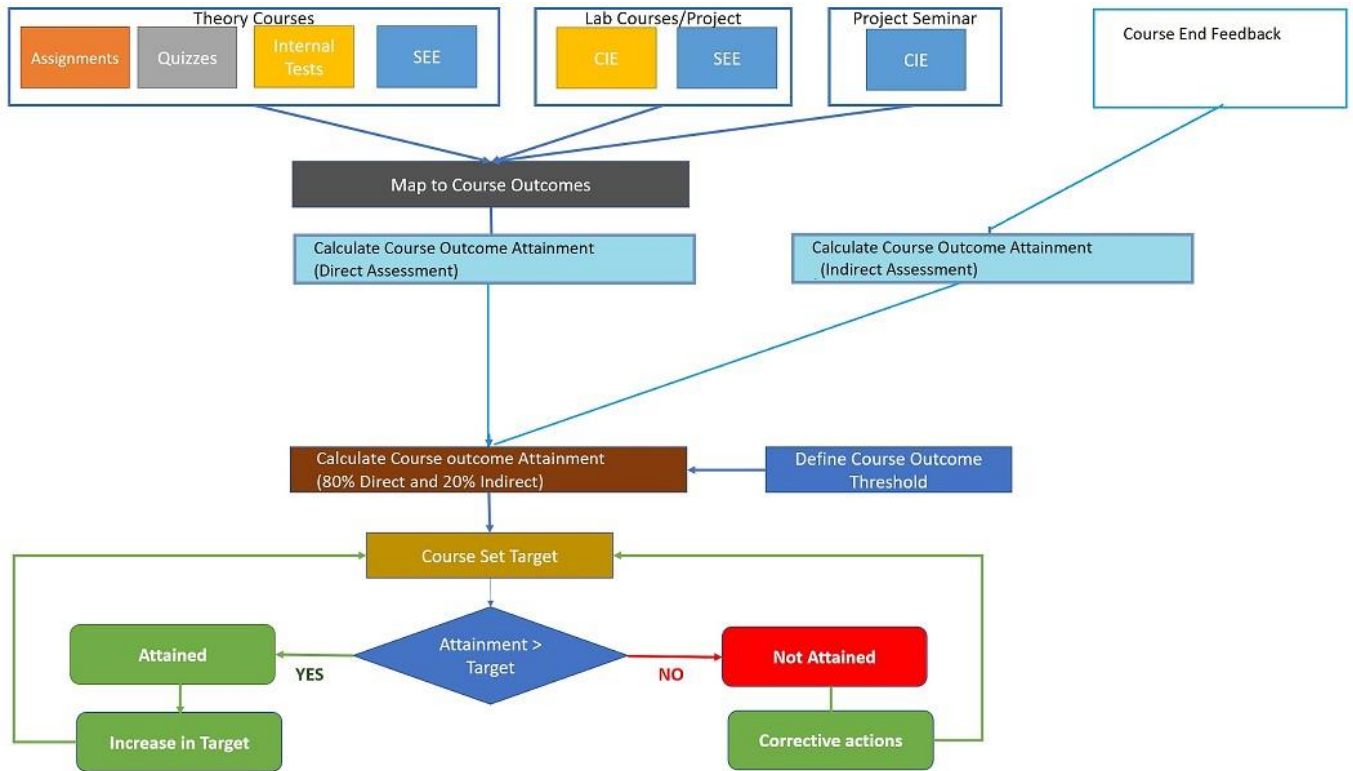 Theory Courses
Assignments
Quizzes
Internal
Tests
SEE
Lab Courses/Project
CIE
SEE
Project Seminar
CIE
Course End Feedback
Map to Course Outcomes
Calculate Course Outcome Attainment
(Direct Assessment)
Calculate Course Outcome Attainment
(Indirect Assessment)
Calculate Course outcome Attainment
(80% Direct and 20% Indirect)
Define Course Outcome
Threshold
Course Set Target
Attainment >
Target
YES
NO
Attained
Not Attained
Increase in Target
Corrective actions